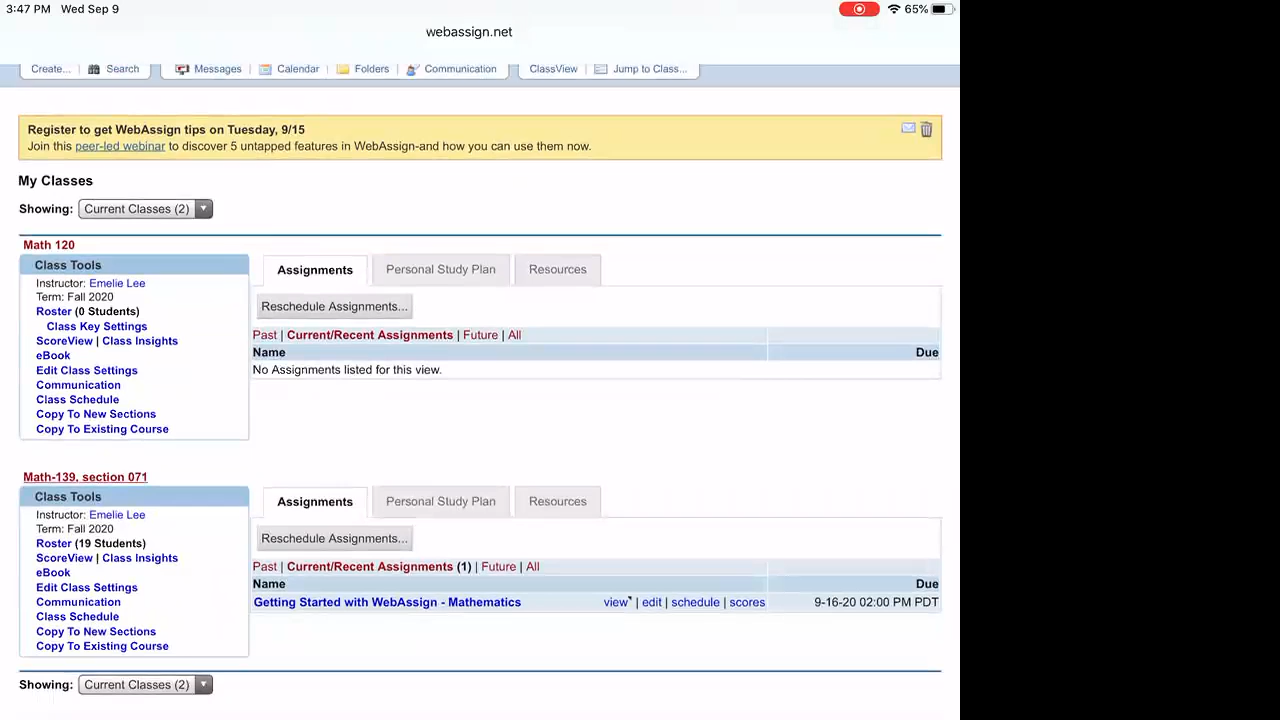 3:47 PM Wed Sep 9 65%
webassign.net
Create... Search Messages Calendar Folders Communication ClassView Jump to Class...
Register to get WebAssign tips on Tuesday, 9/15
Join this peer-led webinar to discover 5 untapped features in WebAssign-and how you can use them now.
My Classes
Showing: Current Classes (2)
Math 120
Class Tools
Instructor: Emelie Lee
Term: Fall 2020
Roster (0 Students)
Class Key Settings
ScoreView | Class Insights
eBook
Edit Class Settings
Communication
Class Schedule
Copy To New Sections
Copy To Existing Course
Assignments Personal Study Plan Resources
Reschedule Assignments...
Past | Current/Recent Assignments | Future | All
Name Due
No Assignments listed for this view.
Math-139, section 071
Class Tools
Instructor: Emelie Lee
Term: Fall 2020
Roster (19 Students)
ScoreView | Class Insights
eBook
Edit Class Settings
Communication
Class Schedule
Copy To New Sections
Copy To Existing Course
Assignments Personal Study Plan Resources
Reschedule Assignments...
Past | Current/Recent Assignments (1) | Future | All
Name Due
Getting Started with WebAssign - Mathematics view | edit | schedule | scores 9-16-20 02:00 PM PDT
Showing: Current Classes (2)